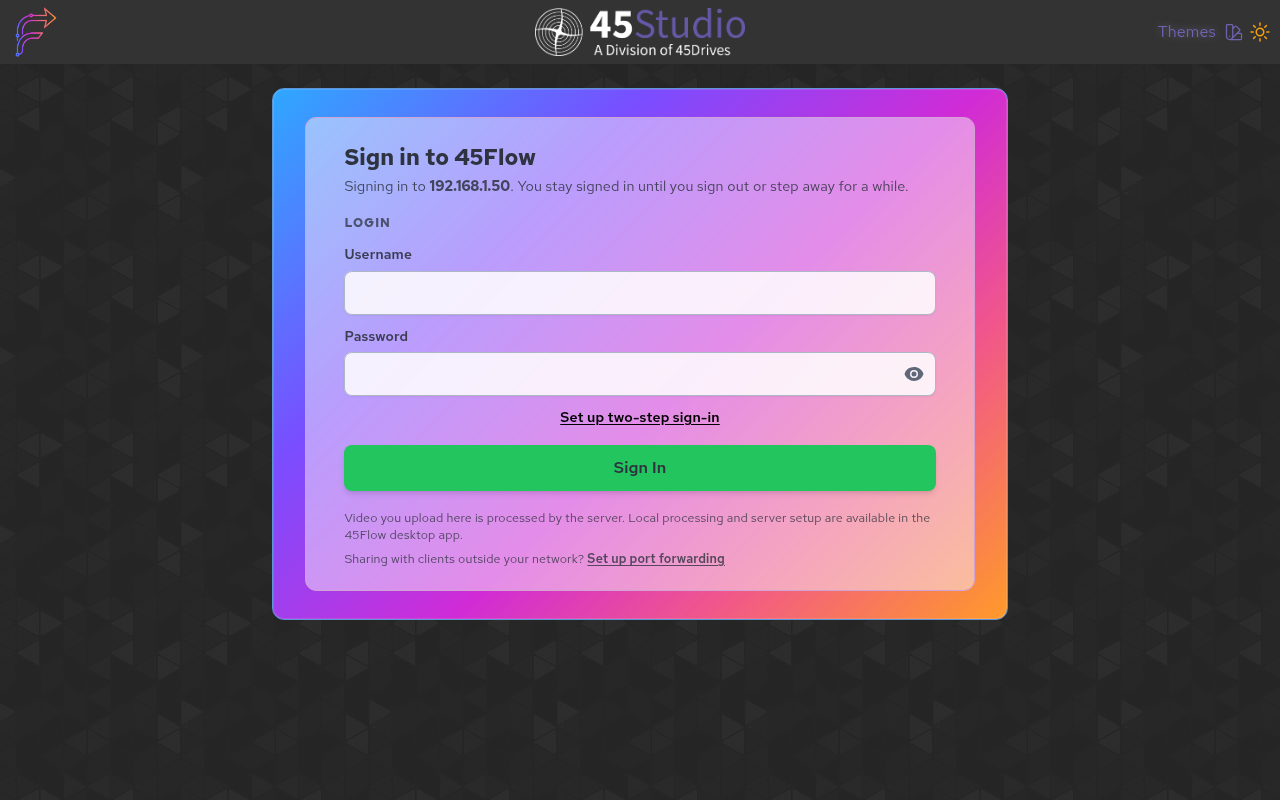 45Studio
A Division of 45Drives
Themes
Sign in to 45Flow
Signing in to 192.168.1.50. You stay signed in until you sign out or step away for a while.
LOGIN
Username
Password
Set up two-step sign-in
Sign In
Video you upload here is processed by the server. Local processing and server setup are available in the
45Flow desktop app.
Sharing with clients outside your network? Set up port forwarding